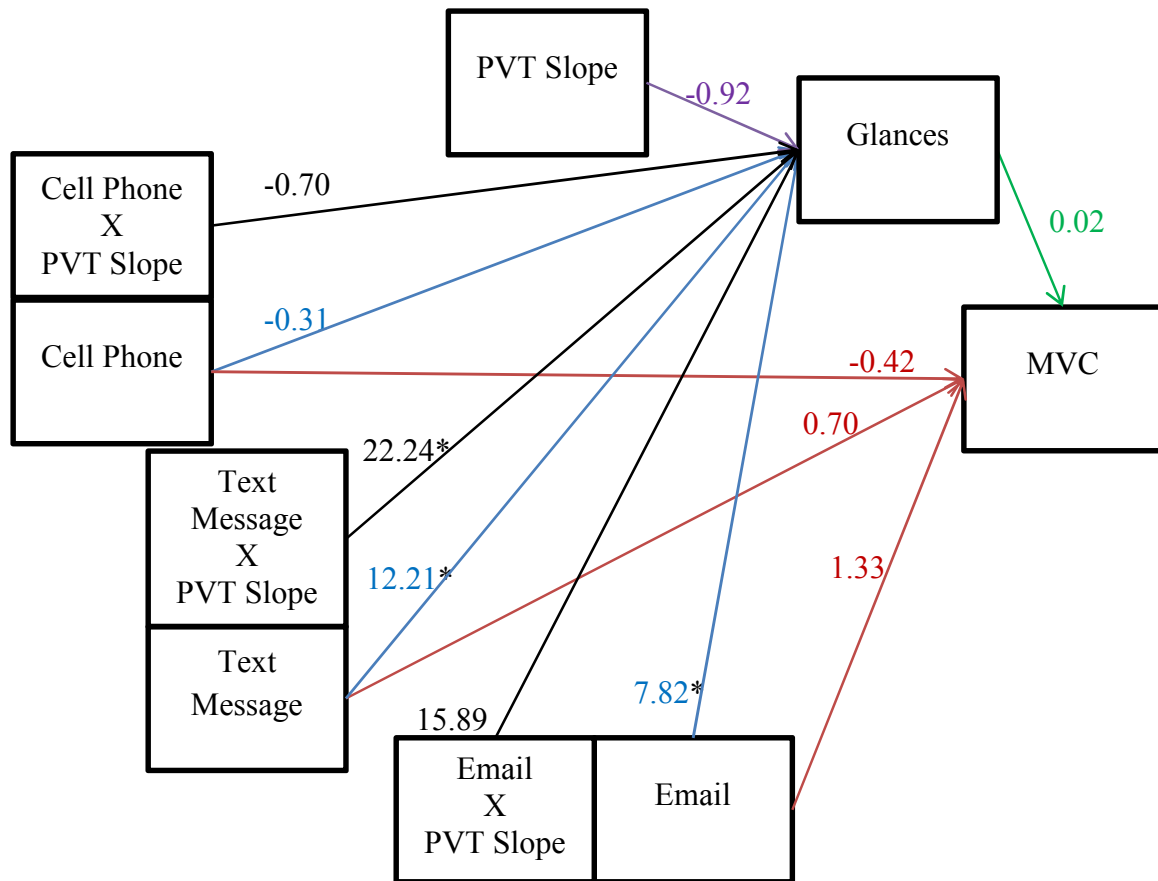 PVT Slope
-0.92
Glances
Cell Phone
X
PVT Slope
-0.70
0.02
Cell Phone
-0.31
-0.42
MVC
0.70
22.24*
Text
Message
X
PVT Slope
12.21*
1.33
Text
Message
7.82*
15.89
Email
X
PVT Slope
Email